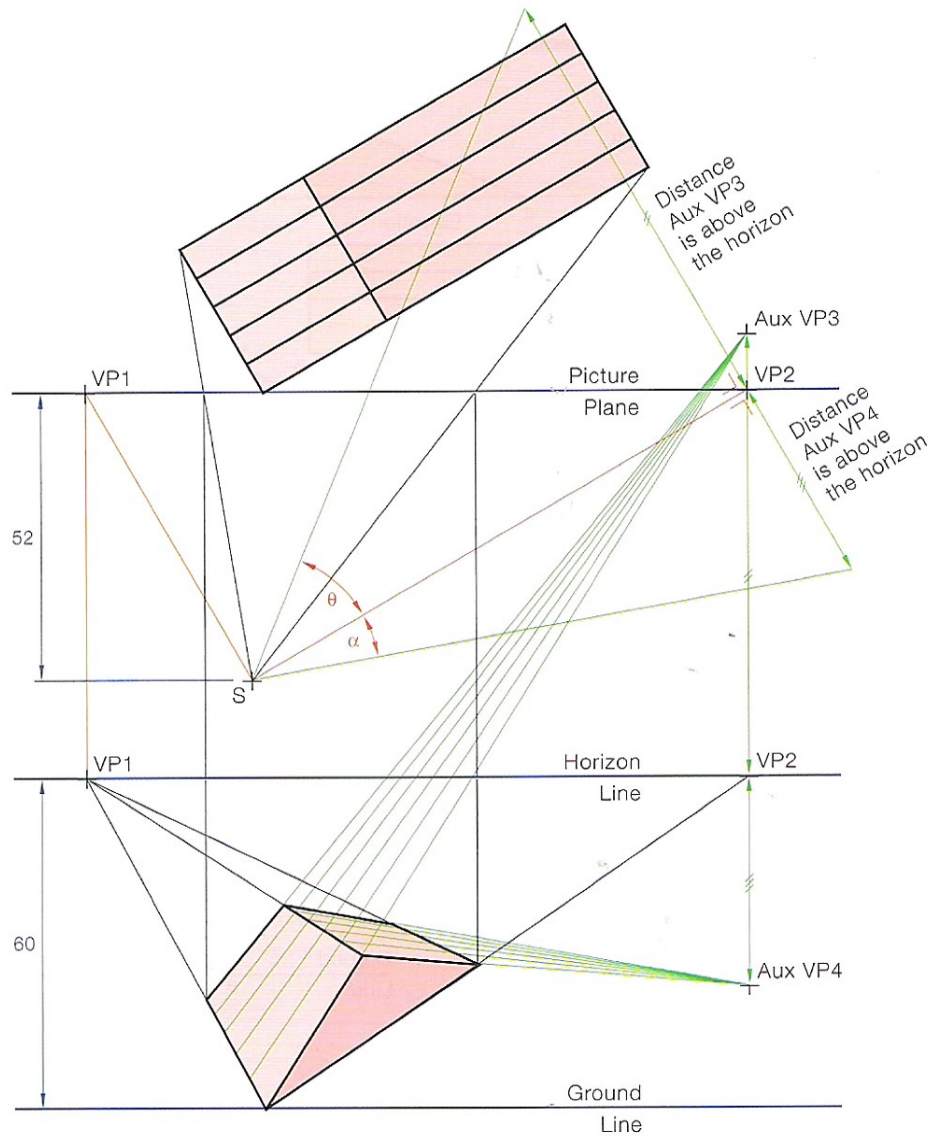 Distance
Aux VP3
is above
the horizon
Aux VP3
VP1
Picture
Plane
VP2
Distance
Aux VP4
is above
the horizon
52
θ
α
S
VP1
Horizon
Line
VP2
60
Aux VP4
Ground
Line